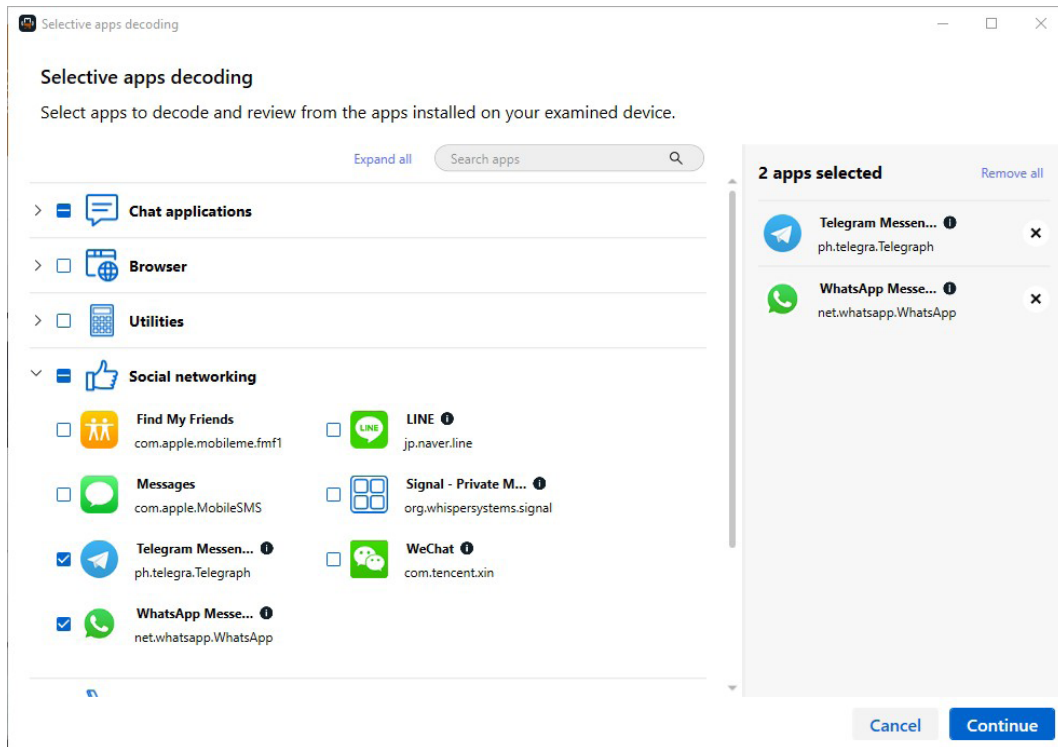 Selective apps decoding
Selective apps decoding
Select apps to decode and review from the apps installed on your examined device.
Expand all
Search apps
Chat applications
Browser
Utilities
Social networking
Find My Friends
com.apple.mobileme.fmf1
LINE
LINE
jp.naver.line
Messages
com.apple.MobileSMS
Signal - Private M...
org.whispersystems.signal
Telegram Messen...
ph.telegra.Telegraph
WeChat
com.tencent.xin
WhatsApp Messe...
net.whatsapp.WhatsApp
2 apps selected
Remove all
Telegram Messen...
ph.telegra.Telegraph
WhatsApp Messe...
net.whatsapp.WhatsApp
Cancel
Continue